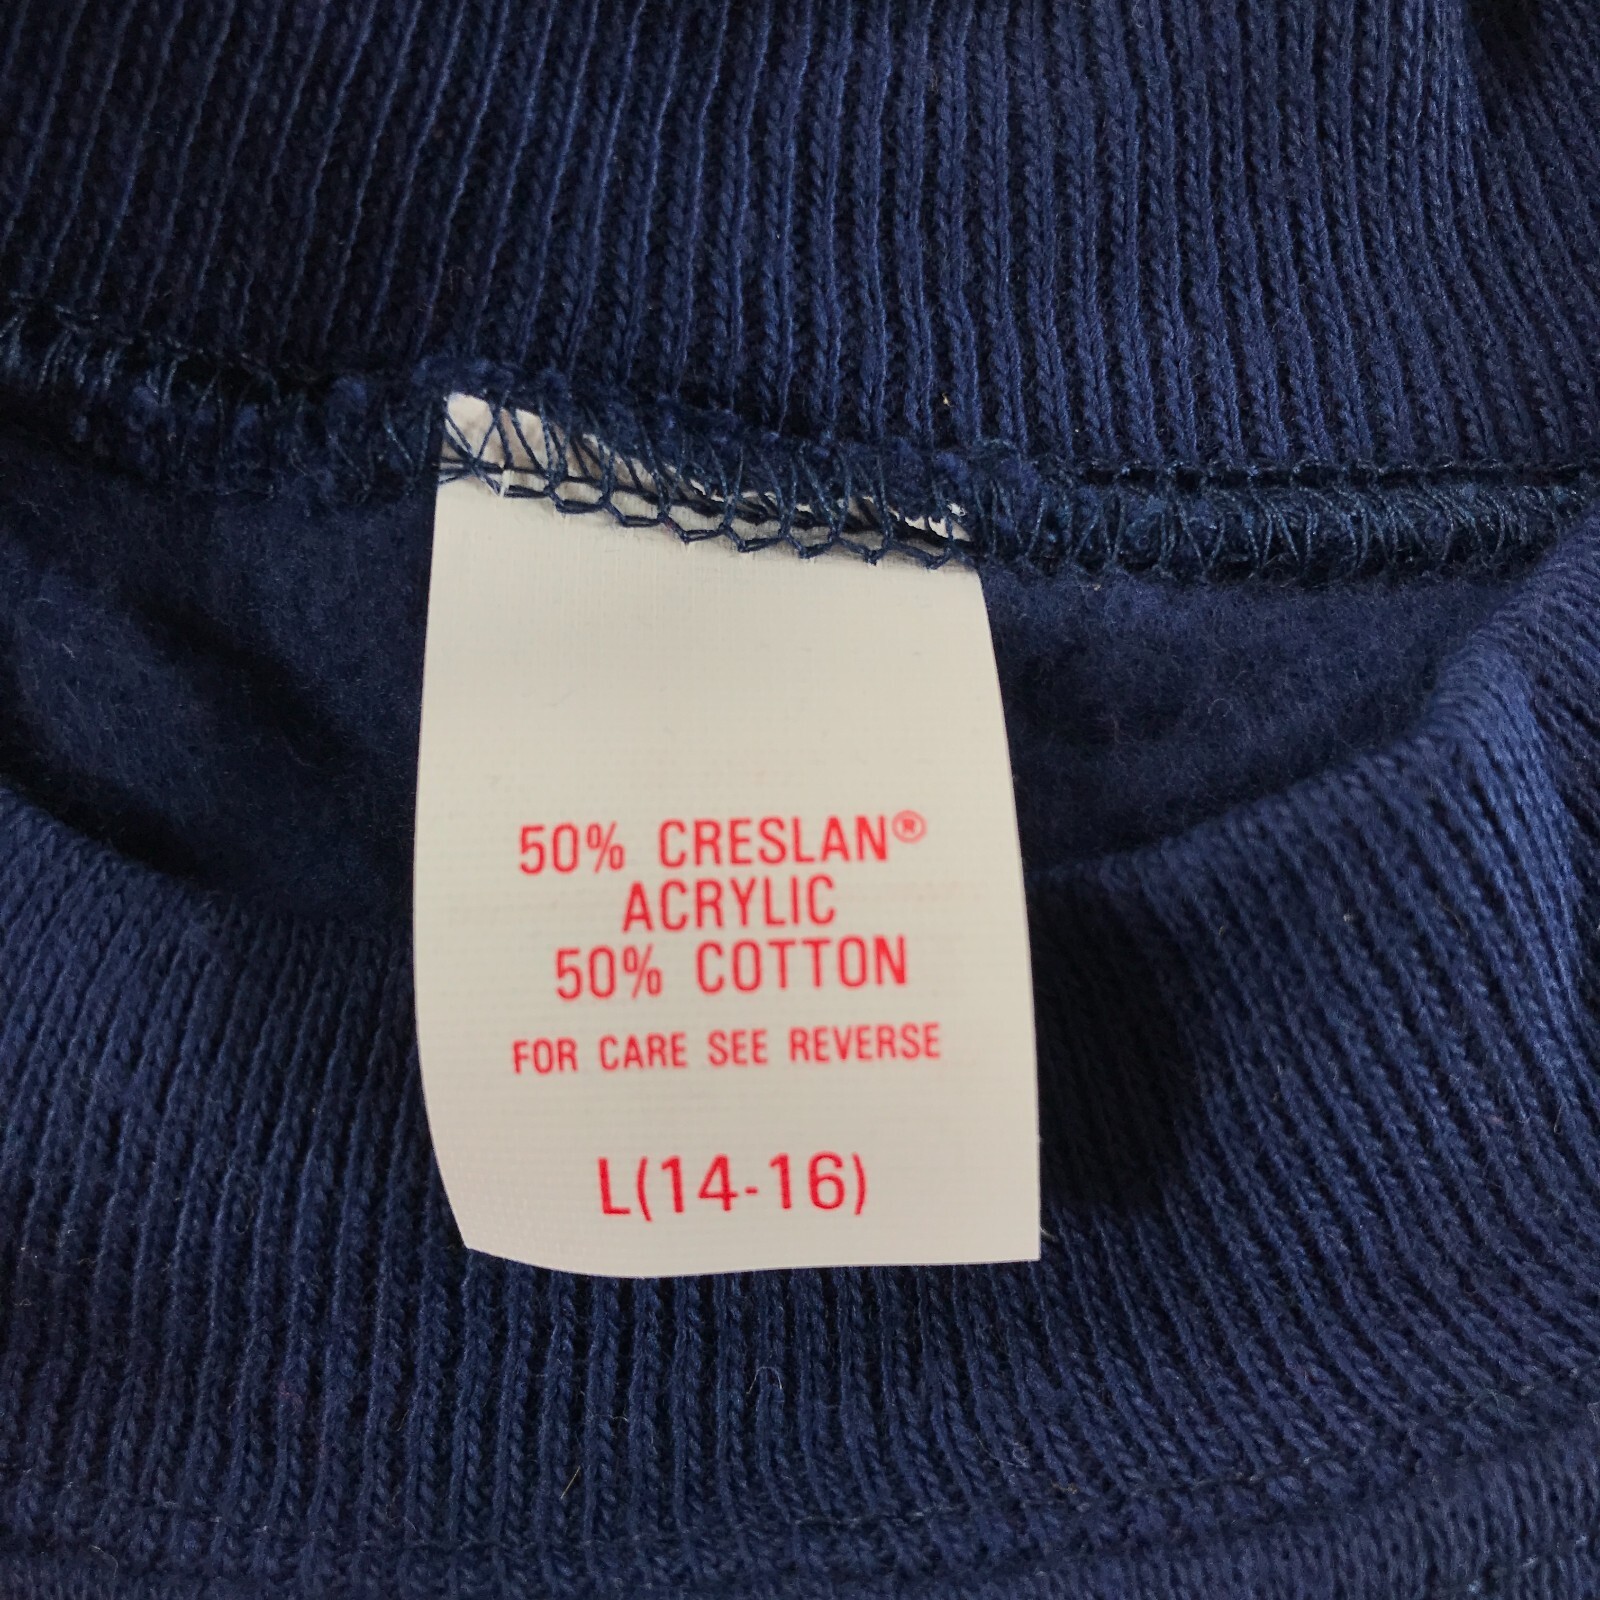 50% CRESLAN®
ACRYLIC
50% COTTON
FOR CARE SEE REVERSE
L(14-16)